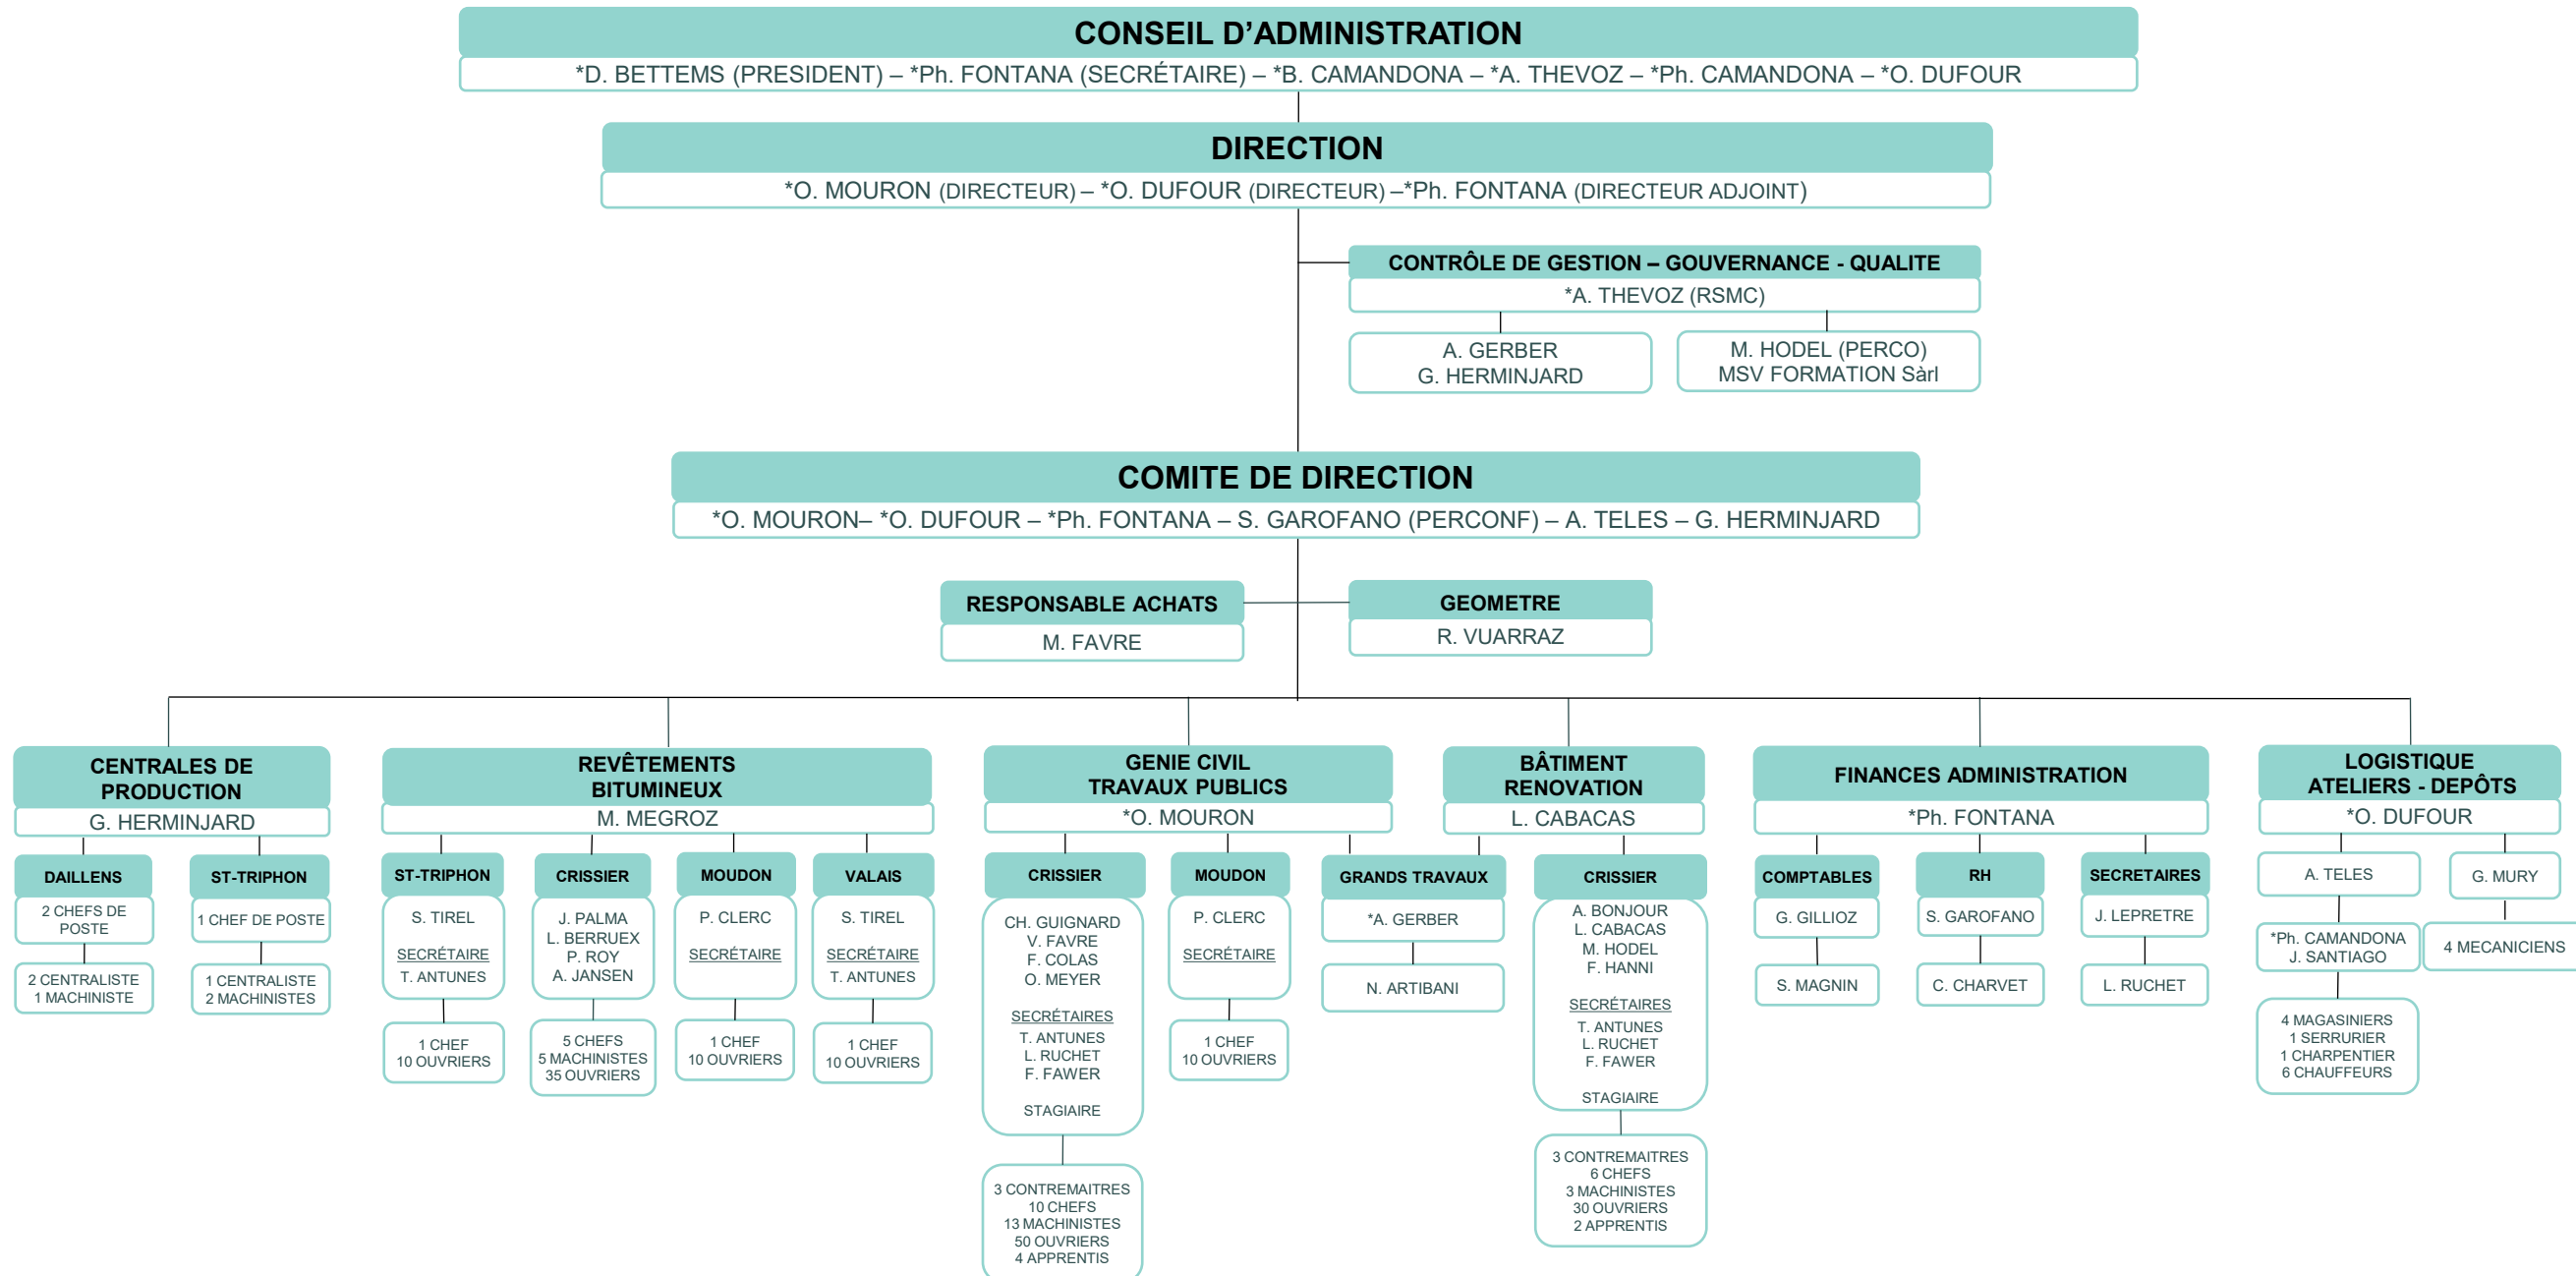 CONSEIL D'ADMINISTRATION
*D. BETTEMS (PRESIDENT) – *Ph. FONTANA (SECRÉTAIRE) – *B. CAMANDONA – *A. THEVOZ – *Ph. CAMANDONA – *O. DUFOUR
DIRECTION
*O. MOURON (DIRECTEUR) – *O. DUFOUR (DIRECTEUR) –*Ph. FONTANA (DIRECTEUR ADJOINT)
CONTRÔLE DE GESTION – GOUVERNANCE - QUALITE
*A. THEVOZ (RSMC)
A. GERBER
G. HERMINJARD
M. HODEL (PERCO)
MSV FORMATION Sàrl
COMITE DE DIRECTION
*O. MOURON– *O. DUFOUR – *Ph. FONTANA – S. GAROFANO (PERCONF) – A. TELES – G. HERMINJARD
RESPONSABLE ACHATS
M. FAVRE
GEOMETRE
R. VUARRAZ
CENTRALES DE
PRODUCTION
G. HERMINJARD
DAILLENS
2 CHEFS DE
POSTE
2 CENTRALISTE
1 MACHINISTE
ST-TRIPHON
1 CHEF DE POSTE
1 CENTRALISTE
2 MACHINISTES
REVÊTEMENTS
BITUMINEUX
M. MEGROZ
ST-TRIPHON
S. TIREL
SECRÉTAIRE
T. ANTUNES
1 CHEF
10 OUVRIERS
CRISSIER
J. PALMA
L. BERRUEX
P. ROY
A. JANSEN
5 CHEFS
5 MACHINISTES
35 OUVRIERS
MOUDON
P. CLERC
SECRÉTAIRE
1 CHEF
10 OUVRIERS
VALAIS
S. TIREL
SECRÉTAIRE
T. ANTUNES
1 CHEF
10 OUVRIERS
GENIE CIVIL
TRAVAUX PUBLICS
*O. MOURON
CRISSIER
CH. GUIGNARD
V. FAVRE
F. COLAS
O. MEYER
SECRÉTAIRES
T. ANTUNES
L. RUCHET
F. FAWER
STAGIAIRE
3 CONTREMAITRES
10 CHEFS
13 MACHINISTES
50 OUVRIERS
4 APPRENTIS
MOUDON
P. CLERC
SECRÉTAIRE
1 CHEF
10 OUVRIERS
GRANDS TRAVAUX
*A. GERBER
N. ARTIBANI
BÂTIMENT
RENOVATION
L. CABACAS
CRISSIER
A. BONJOUR
L. CABACAS
M. HODEL
F. HANNI
SECRÉTAIRES
T. ANTUNES
L. RUCHET
F. FAWER
STAGIAIRE
3 CONTREMAITRES
6 CHEFS
3 MACHINISTES
30 OUVRIERS
2 APPRENTIS
FINANCES ADMINISTRATION
*Ph. FONTANA
COMPTABLES
G. GILLIOZ
S. MAGNIN
RH
S. GAROFANO
C. CHARVET
SECRETAIRES
J. LEPRETRE
L. RUCHET
LOGISTIQUE
ATELIERS - DEPÔTS
*O. DUFOUR
A. TELES
*Ph. CAMANDONA
J. SANTIAGO
4 MAGASINIERS
1 SERRURIER
1 CHARPENTIER
6 CHAUFFEURS
G. MURY
4 MECANICIENS